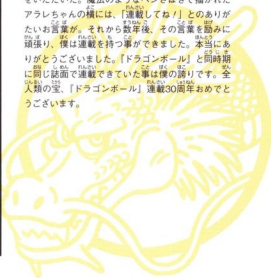 アラレちゃんの横には、「連載してね!」とのありが
たいお言葉が。それから数年後、その言葉を励みに
頑張り、僕は連載を持つ事ができました。本当にあ
りがとうございました。『ドラゴンボール』と同時期
に同じ誌面で連載できていた事は僕の誇りです。全
人類の宝、『ドラゴンボール』連載30周年おめでと
うございます。